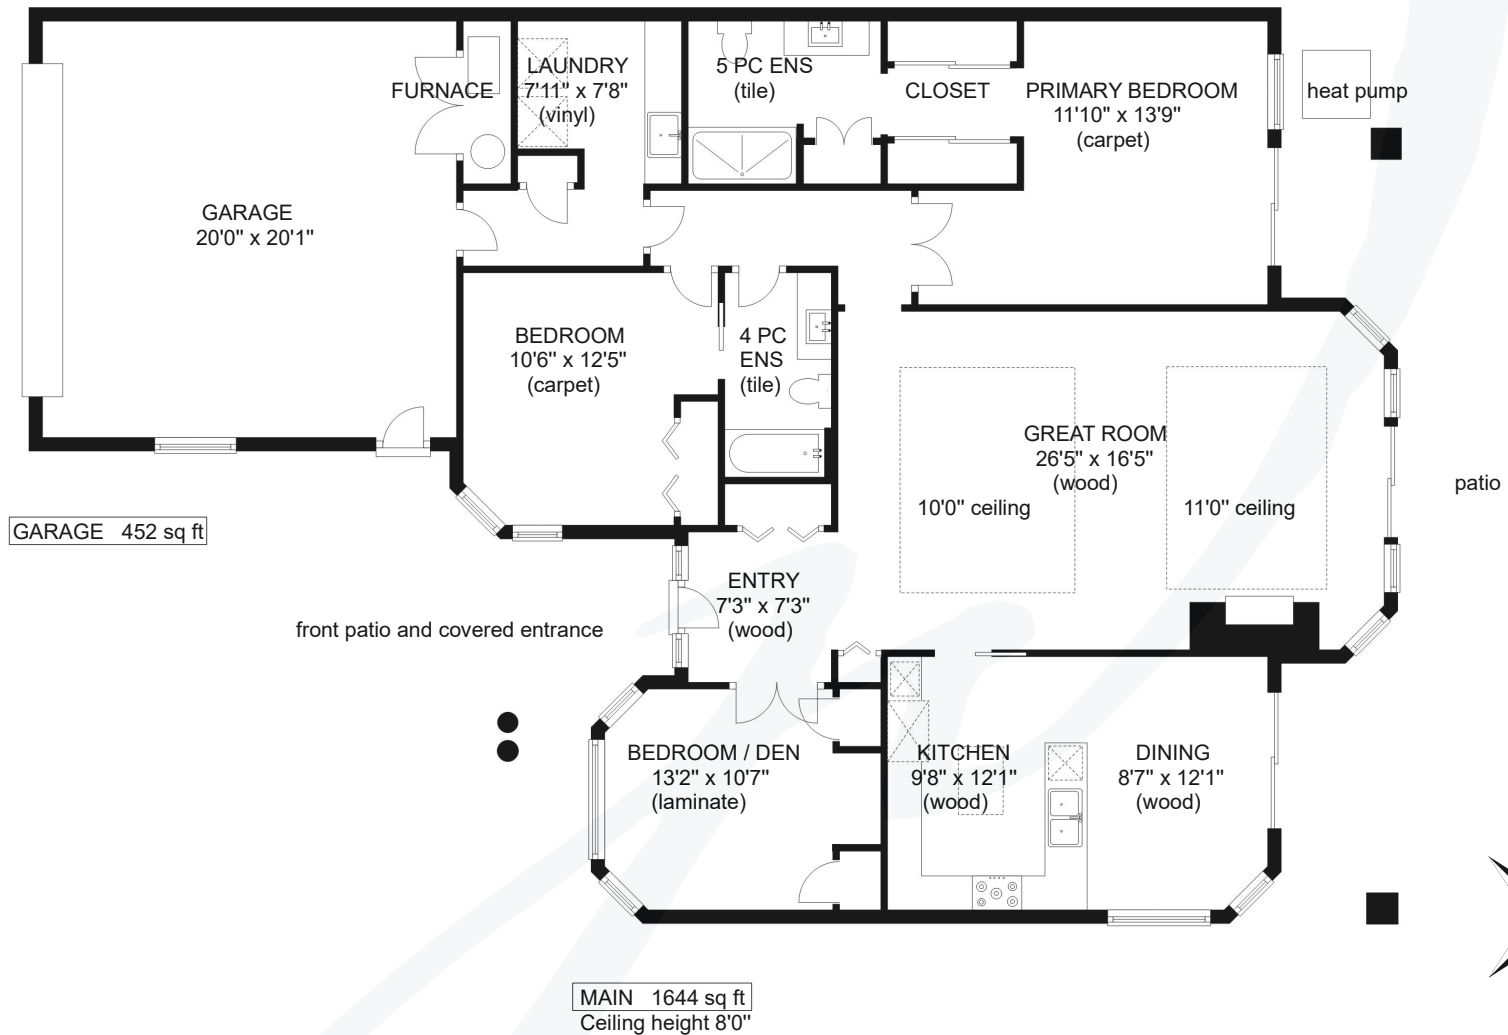 FURNACE
LAUNDRY
7'11" x 7'8"
(vinyl)
5 PC ENS
(tile)
CLOSET
PRIMARY BEDROOM
11'10" x 13'9"
(carpet)
heat pump
GARAGE
20'0" x 20'1"
BEDROOM
10'6" x 12'5"
(carpet)
4 PC
ENS
(tile)
GREAT ROOM
26'5" x 16'5"
(wood)
10'0" ceiling
11'0" ceiling
patio
GARAGE 452 sq ft
ENTRY
7'3" x 7'3"
(wood)
front patio and covered entrance
BEDROOM / DEN
13'2" x 10'7"
(laminate)
KITCHEN
9'8" x 12'1"
(wood)
DINING
8'7" x 12'1"
(wood)
MAIN 1644 sq ft
Ceiling height 8'0"